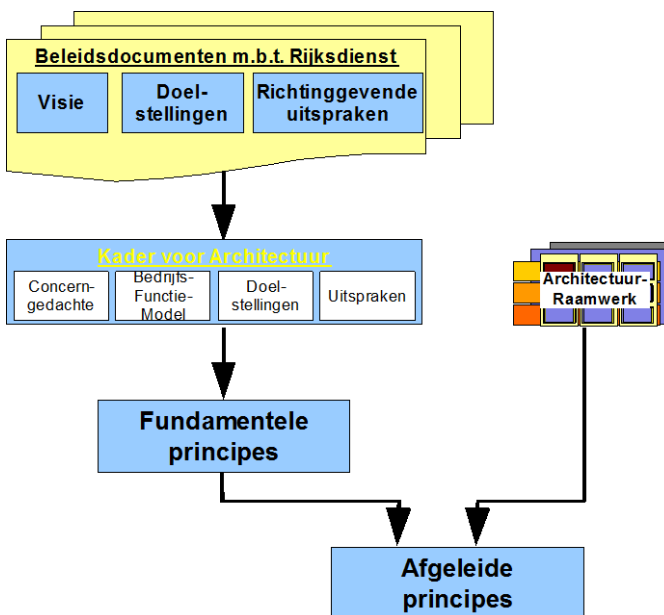 Beleidsdocumenten m.b.t. Rijksdienst
Visie
Doel-
stellingen
Richtinggevende
uitspraken
Kader voor Architectuur
Concern-
gedachte
Bedrijfs-
Functie-
Model
Doel-
stellingen
Uitspraken
Architectuur-
Raamwerk
Fundamentele
principes
Afgeleide
principes